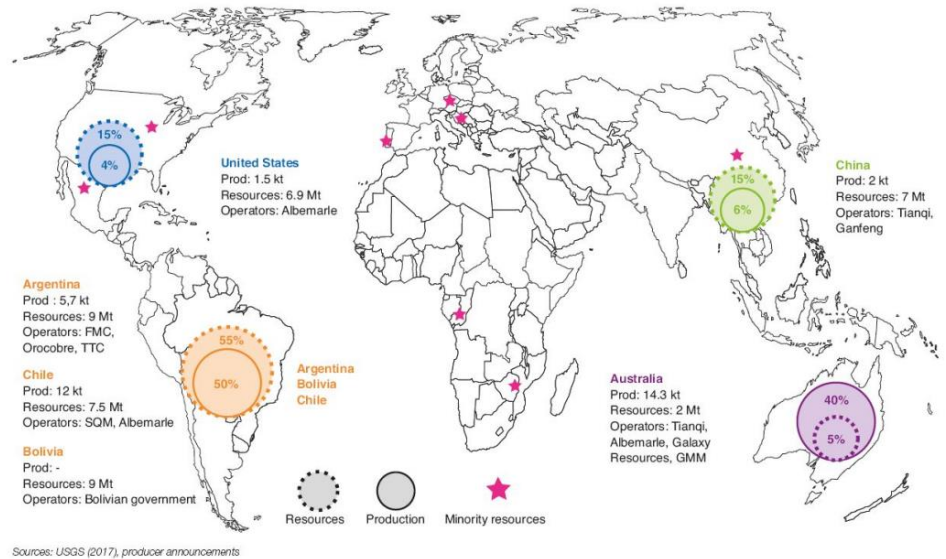 15%
4%
United States
Prod: 1.5 kt
Resources: 6.9 Mt
Operators: Albemarle
China
Prod: 2 kt
Resources: 7 Mt
Operators: Tianqi,
Ganfeng
15%
6%
Argentina
Prod : 5,7 kt
Resources: 9 Mt
Operators: FMC,
Orocobre, TTC
Chile
Prod: 12 kt
Resources: 7.5 Mt
Operators: SQM, Albemarle
Bolivia
Prod: -
Resources: 9 Mt
Operators: Bolivian government
55%
50%
Argentina
Bolivia
Chile
Australia
Prod: 14.3 kt
Resources: 2 Mt
Operators: Tianqi,
Albemarle, Galaxy
Resources, GMM
40%
5%
Resources
Production
Minority resources
Sources: USGS (2017), producer announcements